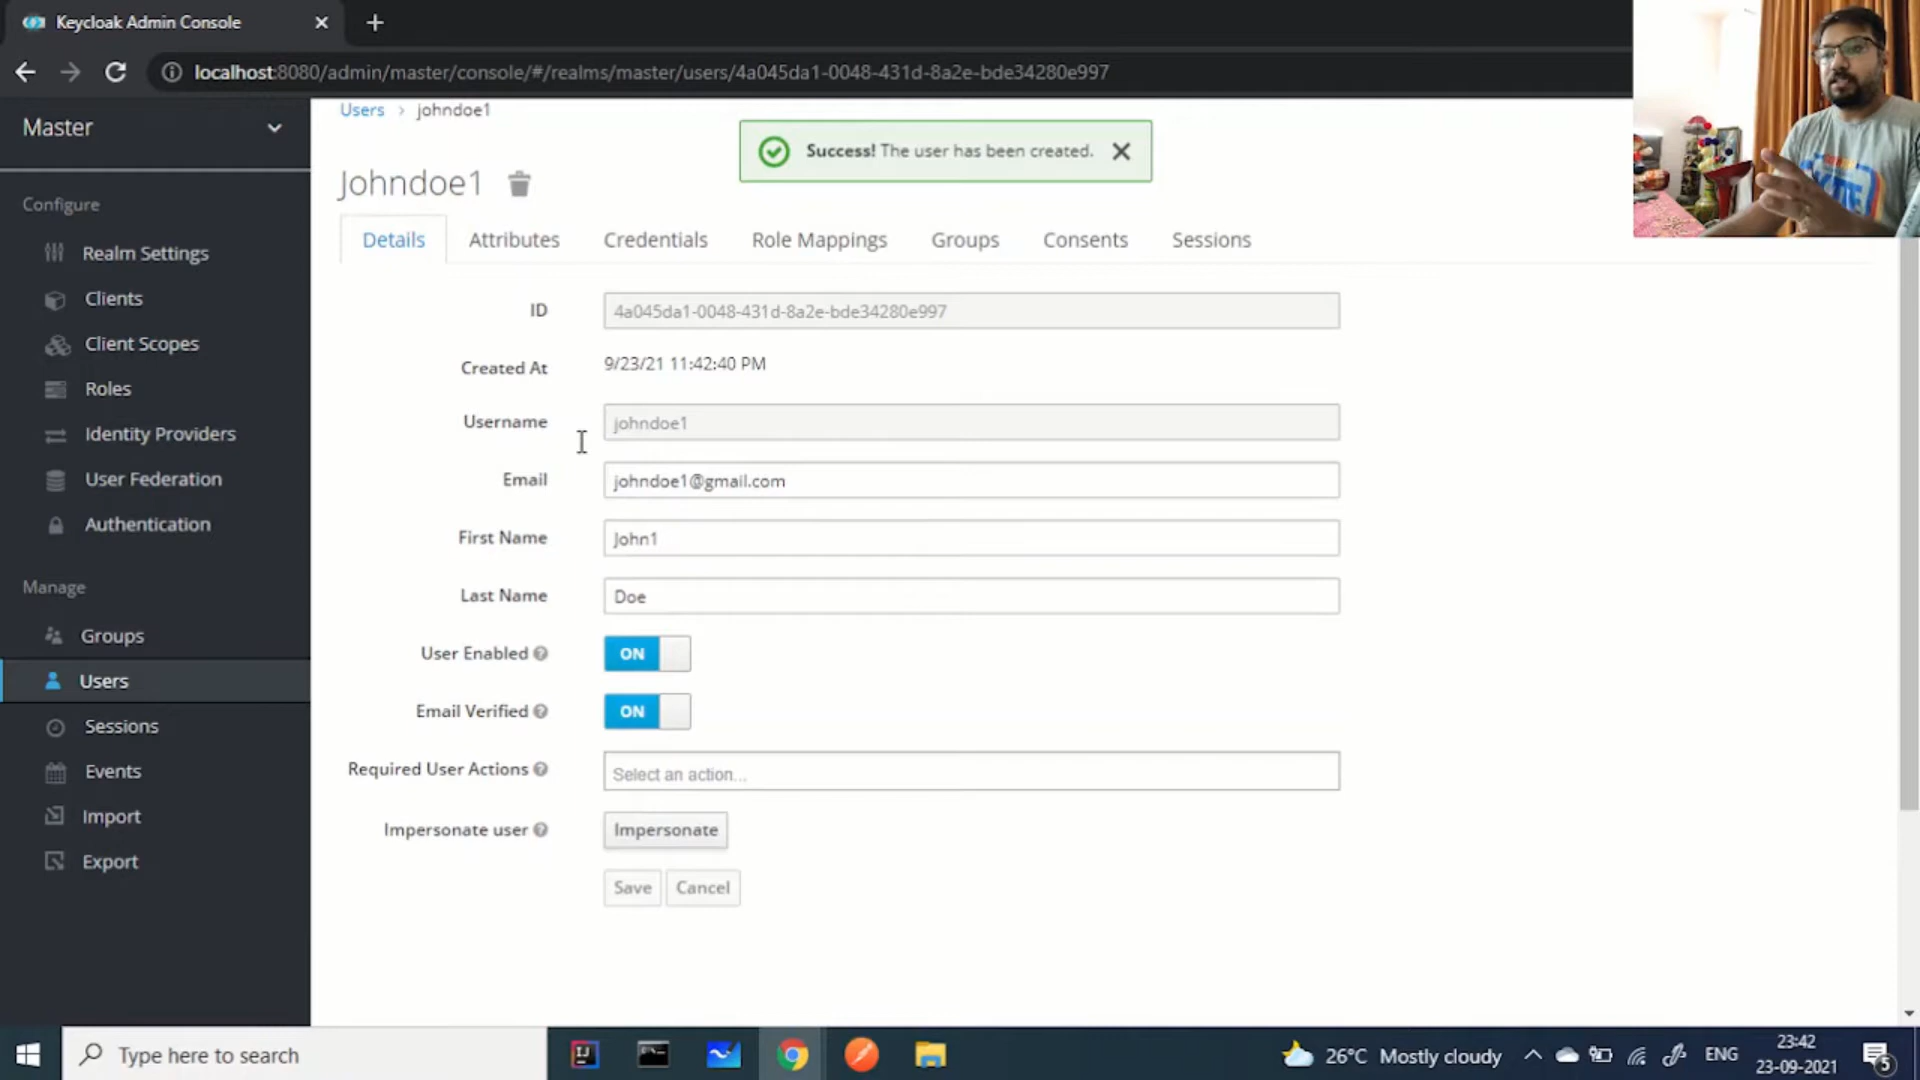 Keycloak Admin Console
localhost:8080/admin/master/console/#/realms/master/users/4a045da1-0048-431d-8a2e-bde34280e997
Master
Configure
Realm Settings
Clients
Client Scopes
Roles
Identity Providers
User Federation
Authentication
Manage
Groups
Users
Sessions
Events
Import
Export
Users > johndoe1
Success! The user has been created.
Johndoe1
Details Attributes Credentials Role Mappings Groups Consents Sessions
ID 4a045da1-0048-431d-8a2e-bde34280e997
Created At 9/23/21 11:42:40 PM
Username johndoe1
Email johndoe1@gmail.com
First Name John1
Last Name Doe
User Enabled ON
Email Verified ON
Required User Actions Select an action...
Impersonate user Impersonate
Save Cancel
Type here to search
26°C Mostly cloudy
ENG
23:42
23-09-2021
5